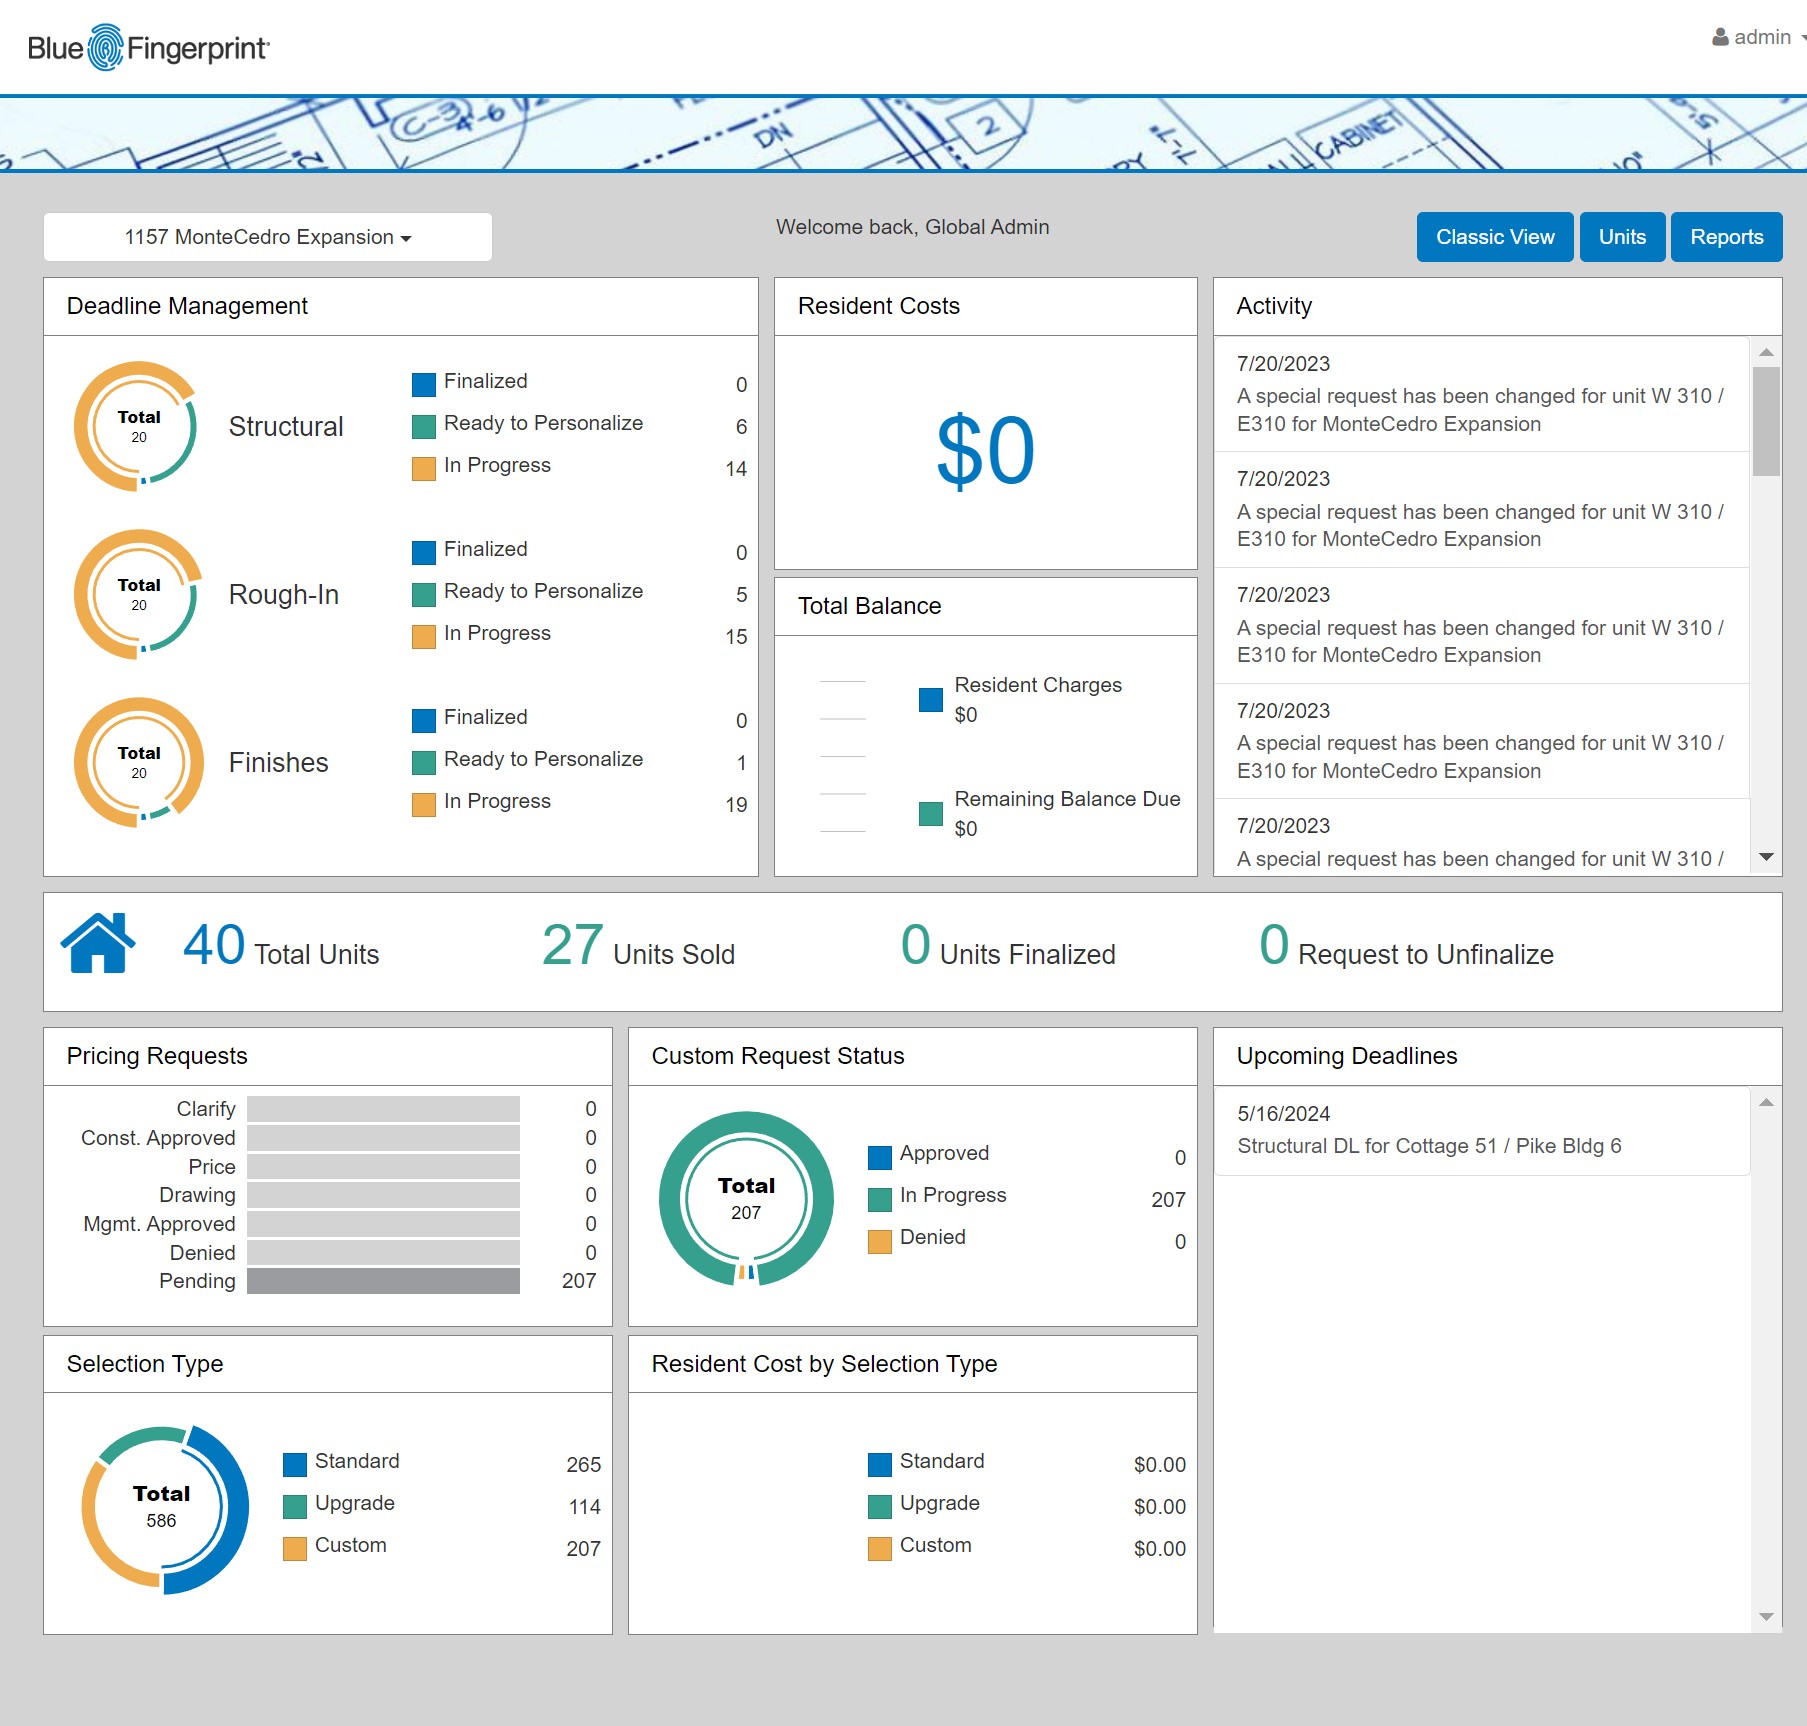 Blue Fingerprint
admin
C-3
4-6
DN
2
7'-7"
CABINET
1157 MonteCedro Expansion
Welcome back, Global Admin
Classic View
Units
Reports
Deadline Management
Total
20
Structural
Finalized 0
Ready to Personalize 6
In Progress 14
Total
20
Rough-In
Finalized 0
Ready to Personalize 5
In Progress 15
Total
20
Finishes
Finalized 0
Ready to Personalize 1
In Progress 19
Resident Costs
$0
Total Balance
Resident Charges
$0
Remaining Balance Due
$0
Activity
7/20/2023
A special request has been changed for unit W 310 /
E310 for MonteCedro Expansion
7/20/2023
A special request has been changed for unit W 310 /
E310 for MonteCedro Expansion
7/20/2023
A special request has been changed for unit W 310 /
E310 for MonteCedro Expansion
7/20/2023
A special request has been changed for unit W 310 /
E310 for MonteCedro Expansion
7/20/2023
A special request has been changed for unit W 310 /
40 Total Units
27 Units Sold
0 Units Finalized
0 Request to Unfinalize
Pricing Requests
Clarify 0
Const. Approved 0
Price 0
Drawing 0
Mgmt. Approved 0
Denied 0
Pending 207
Custom Request Status
Total
207
Approved 0
In Progress 207
Denied 0
Upcoming Deadlines
5/16/2024
Structural DL for Cottage 51 / Pike Bldg 6
Selection Type
Total
586
Standard 265
Upgrade 114
Custom 207
Resident Cost by Selection Type
Standard $0.00
Upgrade $0.00
Custom $0.00